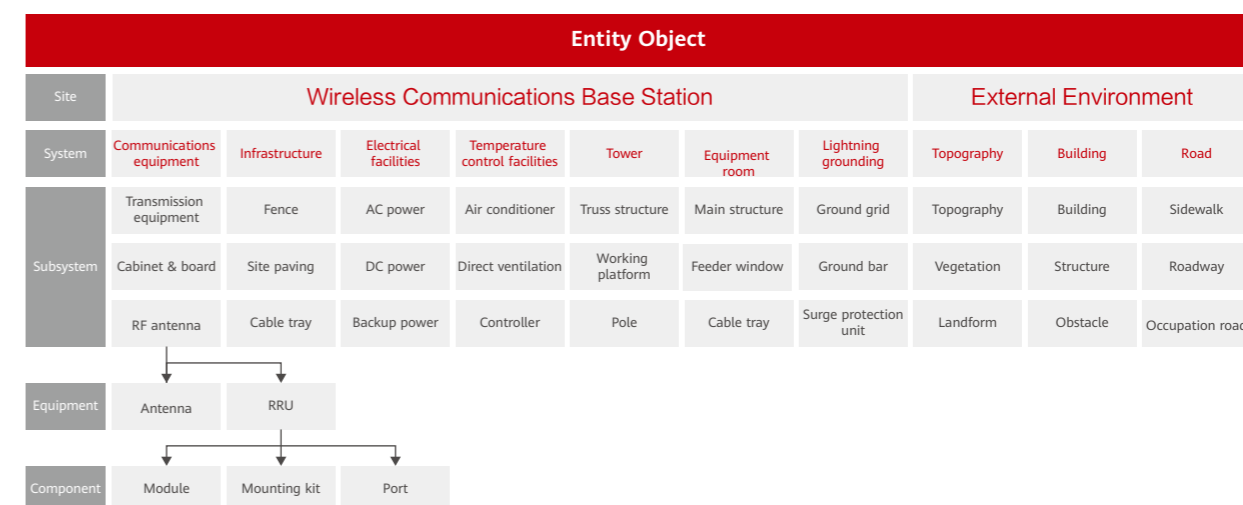 Entity Object
Site
Wireless Communications Base Station
External Environment
System
Communications
equipment
Infrastructure
Electrical
facilities
Temperature
control facilities
Tower
Equipment
room
Lightning
grounding
Topography
Building
Road
Subsystem
Transmission
equipment
Fence
AC power
Air conditioner
Truss structure
Main structure
Ground grid
Topography
Building
Sidewalk
Cabinet & board
Site paving
DC power
Direct ventilation
Working
platform
Feeder window
Ground bar
Vegetation
Structure
Roadway
RF antenna
Cable tray
Backup power
Controller
Pole
Cable tray
Surge protection
unit
Landform
Obstacle
Occupation road
Equipment
Antenna
RRU
Component
Module
Mounting kit
Port